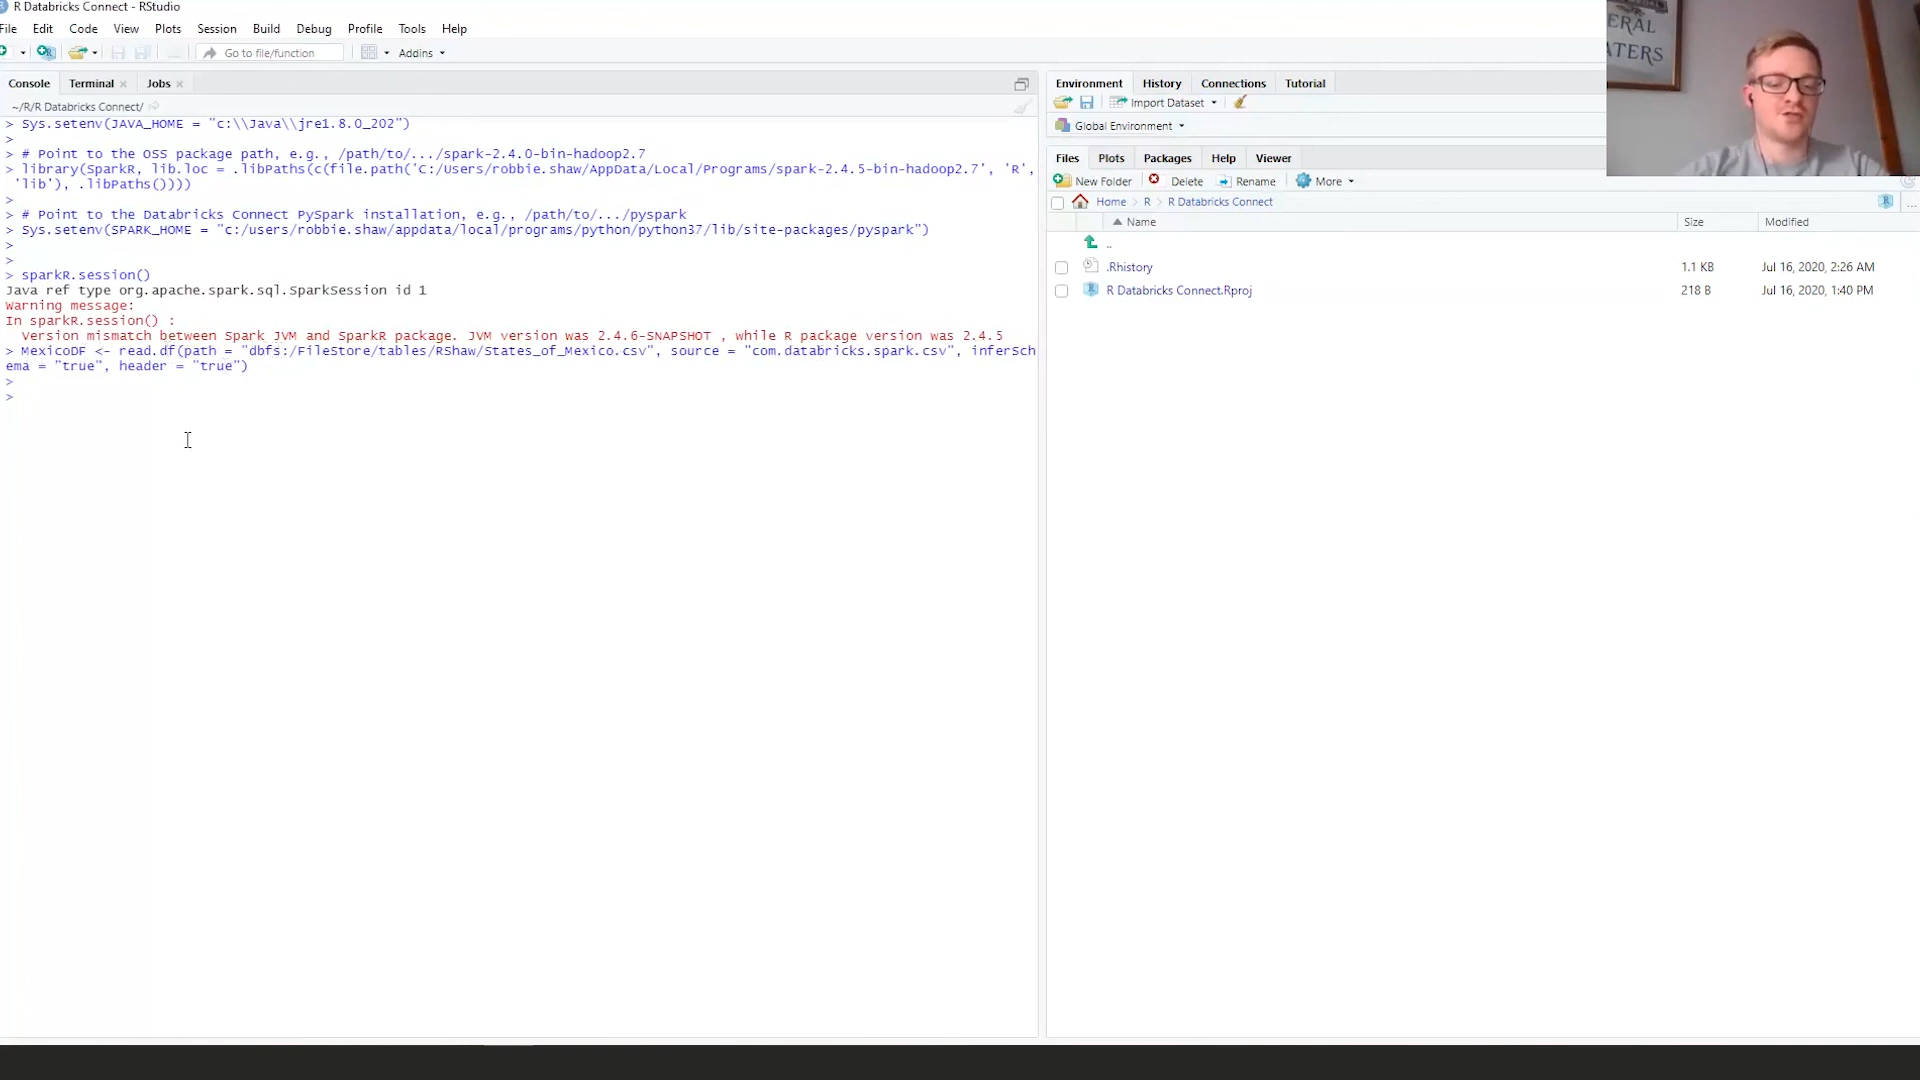 R Databricks Connect - RStudio
File Edit Code View Plots Session Build Debug Profile Tools Help
Go to file/function Addins
Console Terminal Jobs
~/R/R Databricks Connect/
> Sys.setenv(JAVA_HOME = "c:\\Java\\jre1.8.0_202")
>
> # Point to the OSS package path, e.g., /path/to/.../spark-2.4.0-bin-hadoop2.7
> library(SparkR, lib.loc = .libPaths(c(file.path('C:/Users/robbie.shaw/AppData/Local/Programs/spark-2.4.5-bin-hadoop2.7', 'R',
'lib'), .libPaths())))
>
> # Point to the Databricks Connect PySpark installation, e.g., /path/to/.../pyspark
> Sys.setenv(SPARK_HOME = "c:/users/robbie.shaw/appdata/local/programs/python/python37/lib/site-packages/pyspark")
>
> sparkR.session()
Java ref type org.apache.spark.sql.SparkSession id 1
Warning message:
In sparkR.session() :
Version mismatch between Spark JVM and SparkR package. JVM version was 2.4.6-SNAPSHOT , while R package version was 2.4.5
> MexicoDF <- read.df(path = "dbfs:/FileStore/tables/RShaw/States_of_Mexico.csv", source = "com.databricks.spark.csv", inferSch
ema = "true", header = "true")
>
>
Environment History Connections Tutorial
Import Dataset
Global Environment
Files Plots Packages Help Viewer
New Folder Delete Rename More
Home R R Databricks Connect ...
Name Size Modified
..
.Rhistory 1.1 KB Jul 16, 2020, 2:26 AM
R Databricks Connect.Rproj 218 B Jul 16, 2020, 1:40 PM
ERAL
ATERS